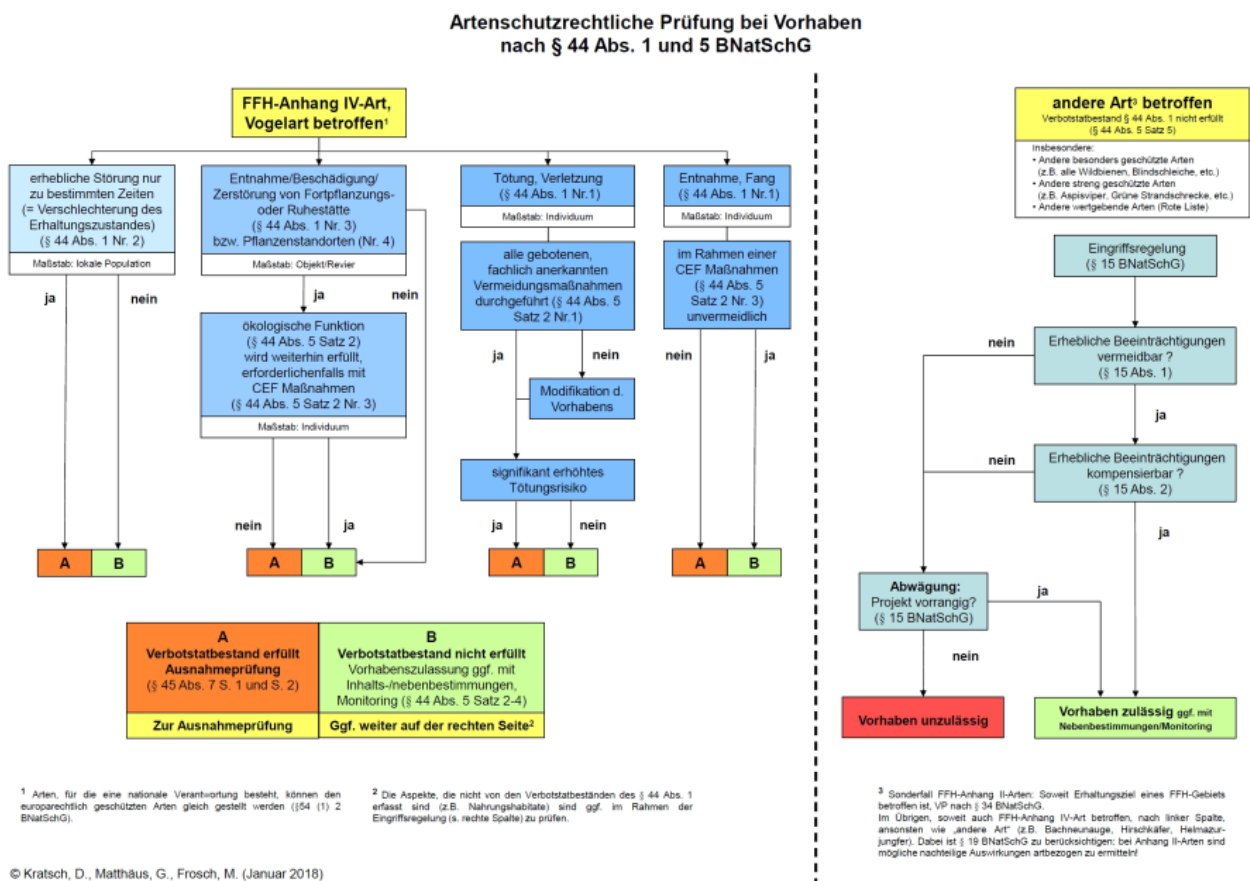 Artenschutzrechtliche Prüfung bei Vorhaben
nach § 44 Abs. 1 und 5 BNatSchG
FFH-Anhang IV-Art,
Vogelart betroffen¹
erhebliche Störung nur
zu bestimmten Zeiten
(= Verschlechterung des
Erhaltungszustandes)
(§ 44 Abs. 1 Nr. 2)
Maßstab: lokale Population
ja
nein
Entnahme/Beschädigung/
Zerstörung von Fortpflanzungs-
oder Ruhestätte
(§ 44 Abs. 1 Nr. 3)
bzw. Pflanzenstandorten (Nr. 4)
Maßstab: Objekt/Revier
ja
nein
ökologische Funktion
(§ 44 Abs. 5 Satz 2)
wird weiterhin erfüllt,
erforderlichenfalls mit
CEF Maßnahmen
(§ 44 Abs. 5 Satz 2 Nr. 3)
Maßstab: Individuum
nein
ja
Tötung, Verletzung
(§ 44 Abs. 1 Nr.1)
Maßstab: Individuum
alle gebotenen,
fachlich anerkannten
Vermeidungsmaßnahmen
durchgeführt (§ 44 Abs. 5
Satz 2 Nr.1)
ja
nein
Modifikation d.
Vorhabens
signifikant erhöhtes
Tötungsrisiko
ja
nein
Entnahme, Fang
(§ 44 Abs. 1 Nr.1)
Maßstab: Individuum
im Rahmen einer
CEF Maßnahmen
(§ 44 Abs. 5
Satz 2 Nr. 3)
unvermeidlich
nein
ja
A B
A B
A B
A B
A
Verbotstatbestand erfüllt
Ausnahmeprüfung
(§ 45 Abs. 7 S. 1 und S. 2)
Zur Ausnahmeprüfung
B
Verbotstatbestand nicht erfüllt
Vorhabenszulassung ggf. mit
Inhalts-/nebenbestimmungen,
Monitoring (§ 44 Abs. 5 Satz 2-4)
Ggf. weiter auf der rechten Seite²
¹ Arten, für die eine nationale Verantwortung besteht, können den
europarechtlich geschützten Arten gleich gestellt werden (§54 (1) 2
BNatSchG).
² Die Aspekte, die nicht von den Verbotstatbeständen des § 44 Abs. 1
erfasst sind (z.B. Nahrungshabitate) sind ggf. im Rahmen der
Eingriffsregelung (s. rechte Spalte) zu prüfen.
© Kratsch, D., Matthäus, G., Frosch, M. (Januar 2018)
andere Art³ betroffen
Verbotstatbestand § 44 Abs. 1 nicht erfüllt
(§ 44 Abs. 5 Satz 5)
Insbesondere:
• Andere besonders geschützte Arten
(z.B. alle Wildbienen, Blindschleiche, etc.)
• Andere streng geschützte Arten
(z.B. Aspisviper, Grüne Strandschrecke, etc.)
• Andere wertgebende Arten (Rote Liste)
Eingriffsregelung
(§ 15 BNatSchG)
Erhebliche Beeinträchtigungen
vermeidbar ?
(§ 15 Abs. 1)
nein
ja
Erhebliche Beeinträchtigungen
kompensierbar ?
(§ 15 Abs. 2)
nein
ja
Abwägung:
Projekt vorrangig?
(§ 15 BNatSchG)
ja
nein
Vorhaben unzulässig
Vorhaben zulässig ggf. mit
Nebenbestimmungen/Monitoring
³ Sonderfall FFH-Anhang II-Arten: Soweit Erhaltungsziel eines FFH-Gebiets
betroffen ist, VP nach § 34 BNatSchG.
Im Übrigen, soweit auch FFH-Anhang IV-Art betroffen, nach linker Spalte,
ansonsten wie „andere Art“ (z.B. Bachneunauge, Hirschkäfer, Helmazur-
jungfer). Dabei ist § 19 BNatSchG zu berücksichtigen: bei Anhang II-Arten sind
mögliche nachteilige Auswirkungen artbezogen zu ermitteln!